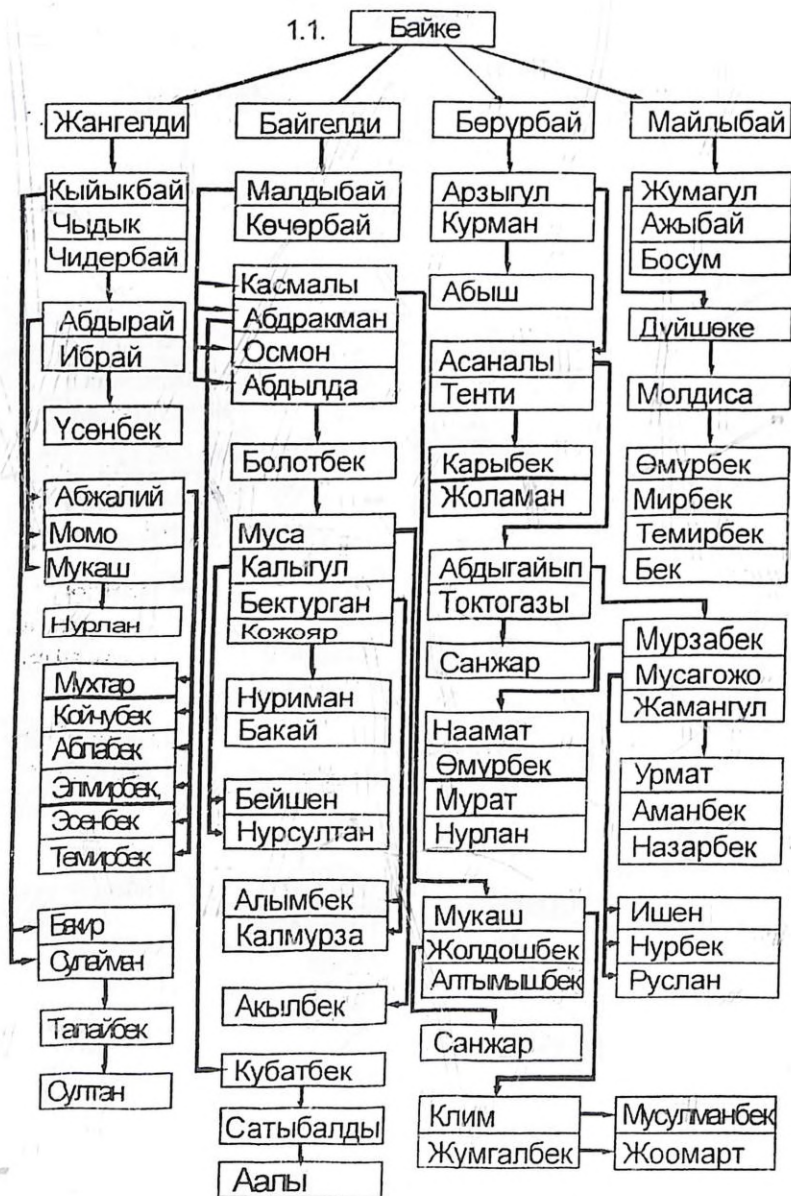 1.1. Байке
Жангелди
Байгелди
Бөрүрбай
Майлыбай
Кыйыкбай
Чыдык
Чидербай
Малдыбай
Көчөрбай
Арзыгул
Курман
Жумагул
Ажыбай
Босум
Абдырай
Ибрай
Касмалы
Абдракман
Осмон
Абдылда
Абыш
Дүйшөке
Үсөнбек
Болотбек
Асаналы
Тенти
Молдиса
Абжалий
Момо
Мукаш
Муса
Калыгул
Бектурган
Кожояр
Карыбек
Жоламан
Өмүрбек
Мирбек
Темирбек
Бек
Нурлан
Абдыгайып
Токтогазы
Мурзабек
Мусагожо
Жамангул
Мухтар
Койчубек
Аблабек
Элмирбек,
Эсенбек
Темирбек
Нуриман
Бакай
Санжар
Наамат
Өмүрбек
Мурат
Нурлан
Урмат
Аманбек
Назарбек
Бейшен
Нурсултан
Бакир
Сулайман
Алымбек
Калмурза
Мукаш
Жолдошбек
Алтымышбек
Ишен
Нурбек
Руслан
Тапайбек
Акылбек
Санжар
Султан
Кубатбек
Сатыбалды
Аалы
Клим
Жумгалбек
Мусулманбек
Жоомарт